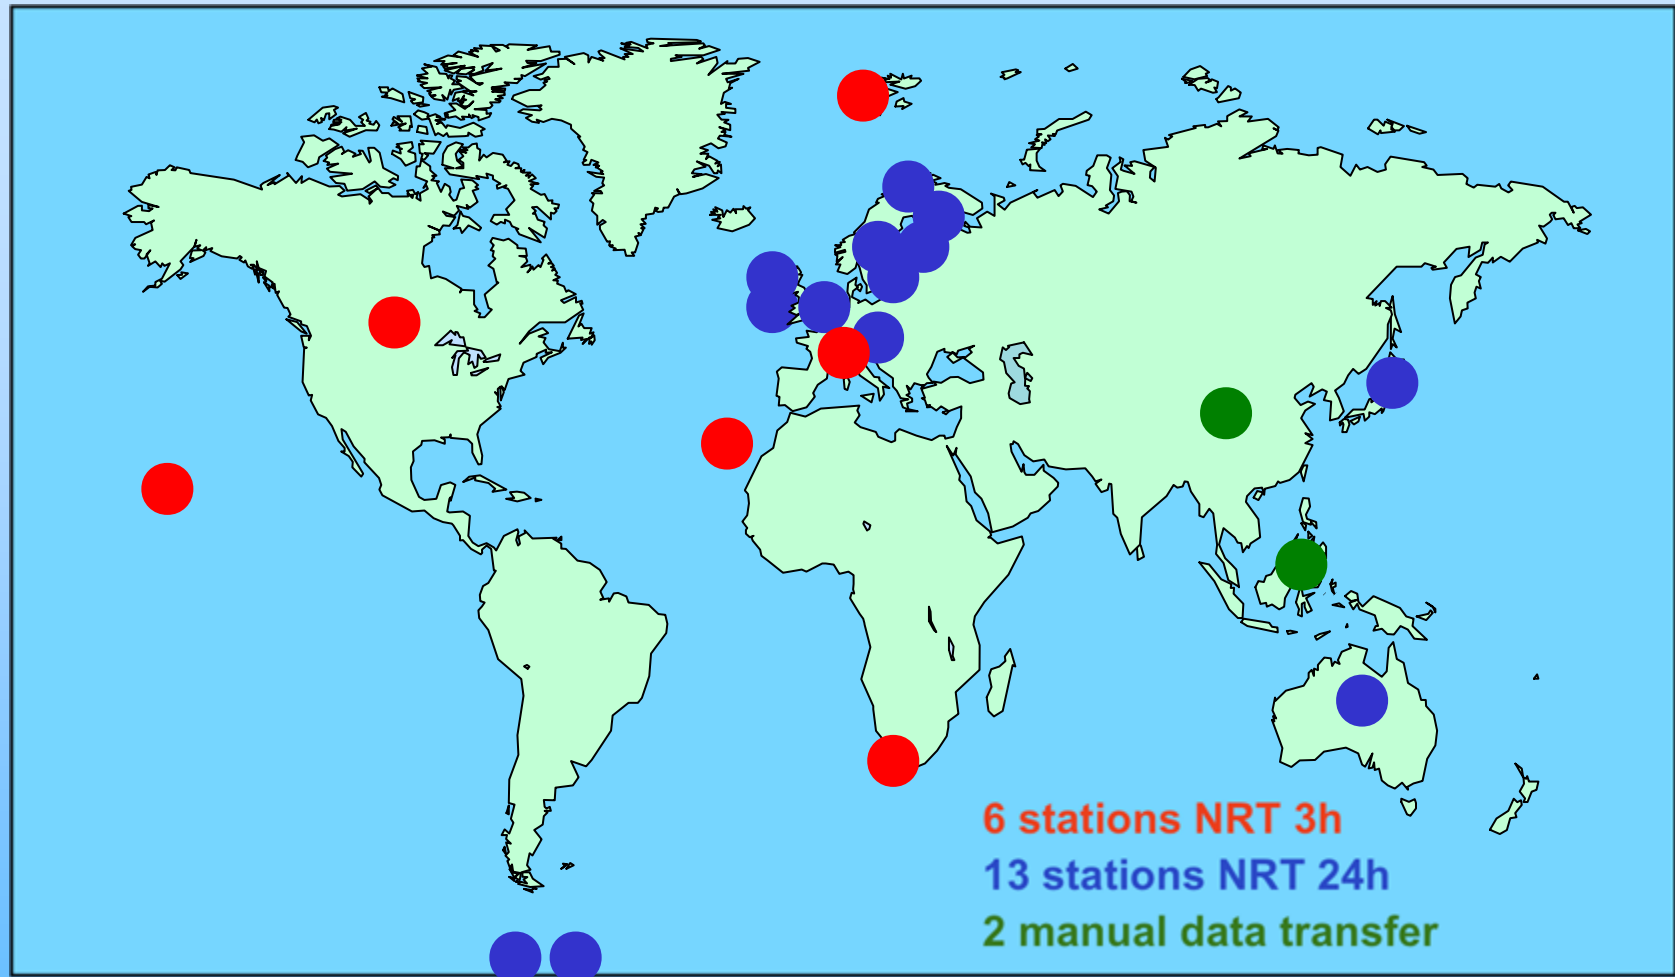 6 stations NRT 3h
13 stations NRT 24h
2 manual data transfer